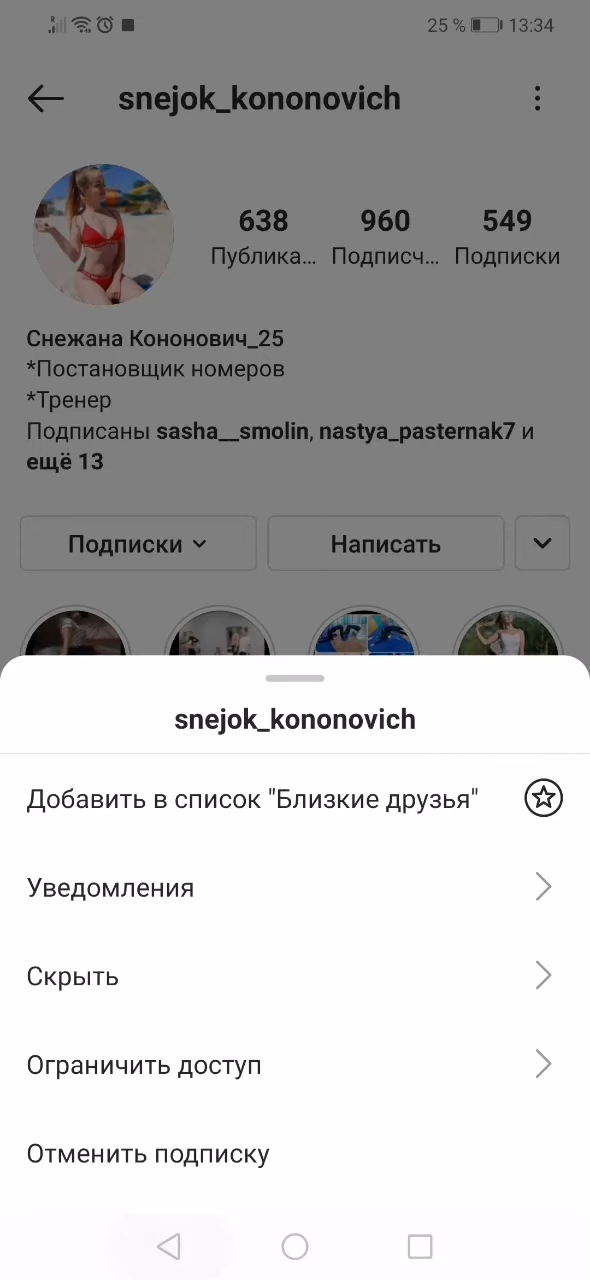 25 % 13:34
snejok_kononovich
638 960 549
Публика... Подписч... Подписки
Снежана Кононович_25
*Постановщик номеров
*Тренер
Подписаны sasha__smolin, nastya_pasternak7 и
ещё 13
Подписки Написать
snejok_kononovich
Добавить в список "Близкие друзья"
Уведомления
Скрыть
Ограничить доступ
Отменить подписку